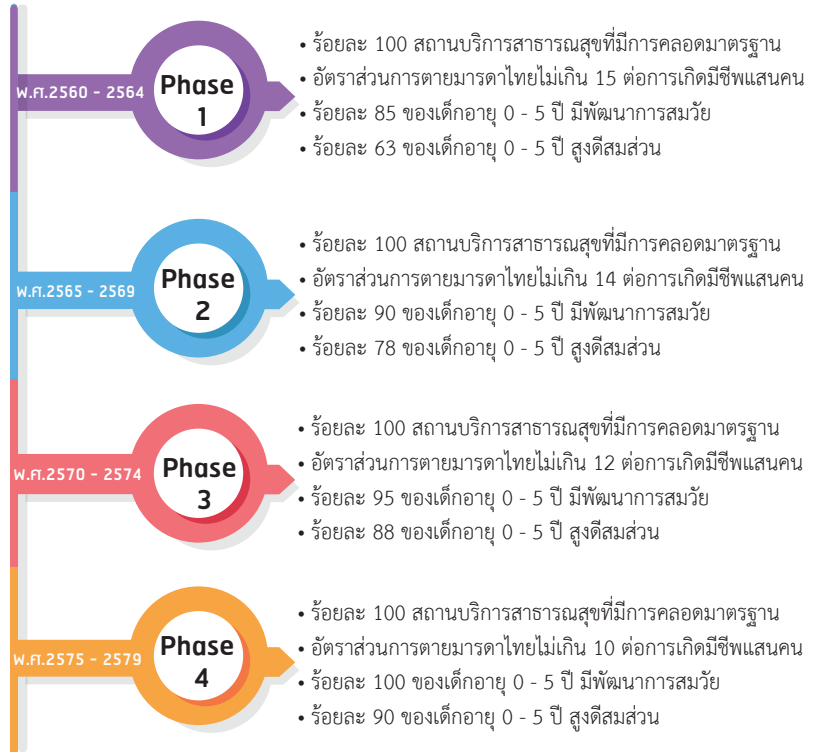 พ.ศ.2560 - 2564
Phase
1
• ร้อยละ 100 สถานบริการสาธารณสุขที่มีการคลอดมาตรฐาน
• อัตราส่วนการตายมารดาไทยไม่เกิน 15 ต่อการเกิดมีชีพแสนคน
• ร้อยละ 85 ของเด็กอายุ 0 - 5 ปี มีพัฒนาการสมวัย
• ร้อยละ 63 ของเด็กอายุ 0 - 5 ปี สูงดีสมส่วน
พ.ศ.2565 - 2569
Phase
2
• ร้อยละ 100 สถานบริการสาธารณสุขที่มีการคลอดมาตรฐาน
• อัตราส่วนการตายมารดาไทยไม่เกิน 14 ต่อการเกิดมีชีพแสนคน
• ร้อยละ 90 ของเด็กอายุ 0 - 5 ปี มีพัฒนาการสมวัย
• ร้อยละ 78 ของเด็กอายุ 0 - 5 ปี สูงดีสมส่วน
พ.ศ.2570 - 2574
Phase
3
• ร้อยละ 100 สถานบริการสาธารณสุขที่มีการคลอดมาตรฐาน
• อัตราส่วนการตายมารดาไทยไม่เกิน 12 ต่อการเกิดมีชีพแสนคน
• ร้อยละ 95 ของเด็กอายุ 0 - 5 ปี มีพัฒนาการสมวัย
• ร้อยละ 88 ของเด็กอายุ 0 - 5 ปี สูงดีสมส่วน
พ.ศ.2575 - 2579
Phase
4
• ร้อยละ 100 สถานบริการสาธารณสุขที่มีการคลอดมาตรฐาน
• อัตราส่วนการตายมารดาไทยไม่เกิน 10 ต่อการเกิดมีชีพแสนคน
• ร้อยละ 100 ของเด็กอายุ 0 - 5 ปี มีพัฒนาการสมวัย
• ร้อยละ 90 ของเด็กอายุ 0 - 5 ปี สูงดีสมส่วน